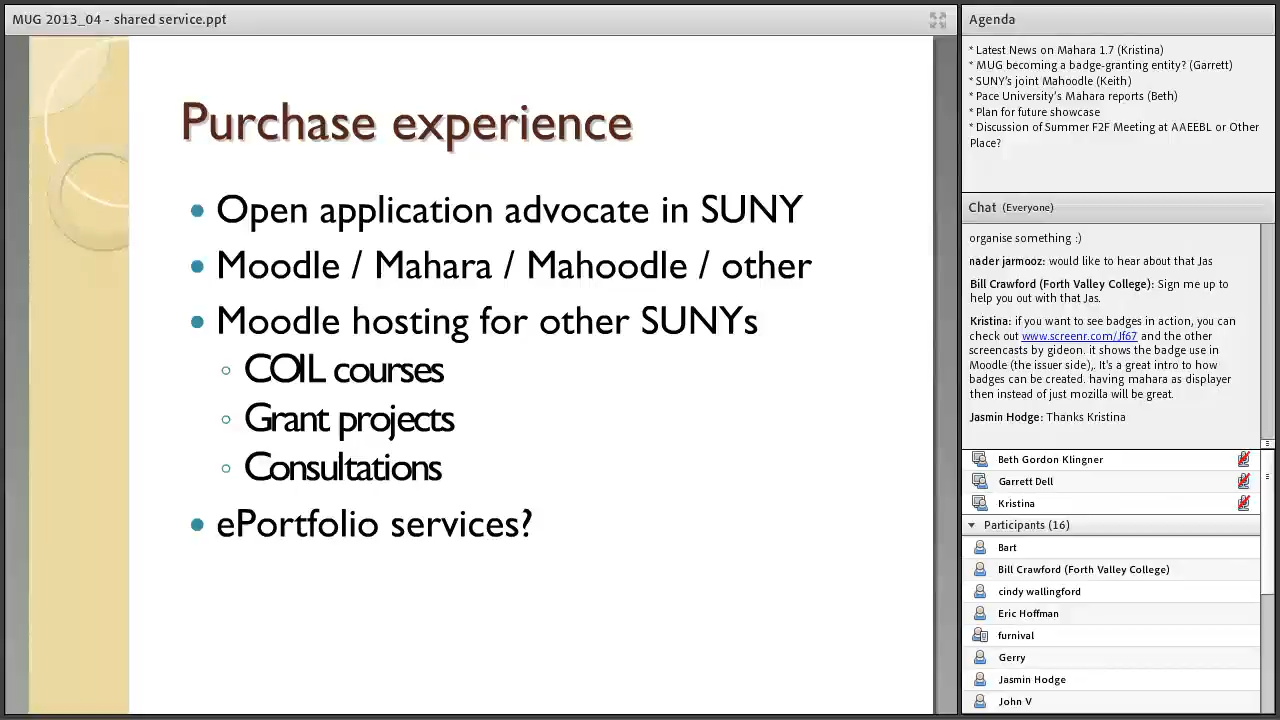 MUG 2013_04 - shared service.ppt
Purchase experience
Open application advocate in SUNY
Moodle / Mahara / Mahoodle / other
Moodle hosting for other SUNYs
COIL courses
Grant projects
Consultations
ePortfolio services?
Agenda
* Latest News on Mahara 1.7 (Kristina)
* MUG becoming a badge-granting entity? (Garrett)
* SUNY's joint Mahoodle (Keith)
* Pace University's Mahara reports (Beth)
* Plan for future showcase
* Discussion of Summer F2F Meeting at AAEEBL or Other
Place?
Chat (Everyone)
organise something :)
nader jarmooz: would like to hear about that Jas
Bill Crawford (Forth Valley College): Sign me up to
help you out with that Jas.
Kristina: if you want to see badges in action, you can
check out www.screenr.com/Jf67 and the other
screencasts by gideon. it shows the badge use in
Moodle (the issuer side),. It's a great intro to how
badges can be created. having mahara as displayer
then instead of just mozilla will be great.
Jasmin Hodge: Thanks Kristina
Beth Gordon Klingner
Garrett Dell
Kristina
Participants (16)
Bart
Bill Crawford (Forth Valley College)
cindy wallingford
Eric Hoffman
furnival
Gerry
Jasmin Hodge
John V